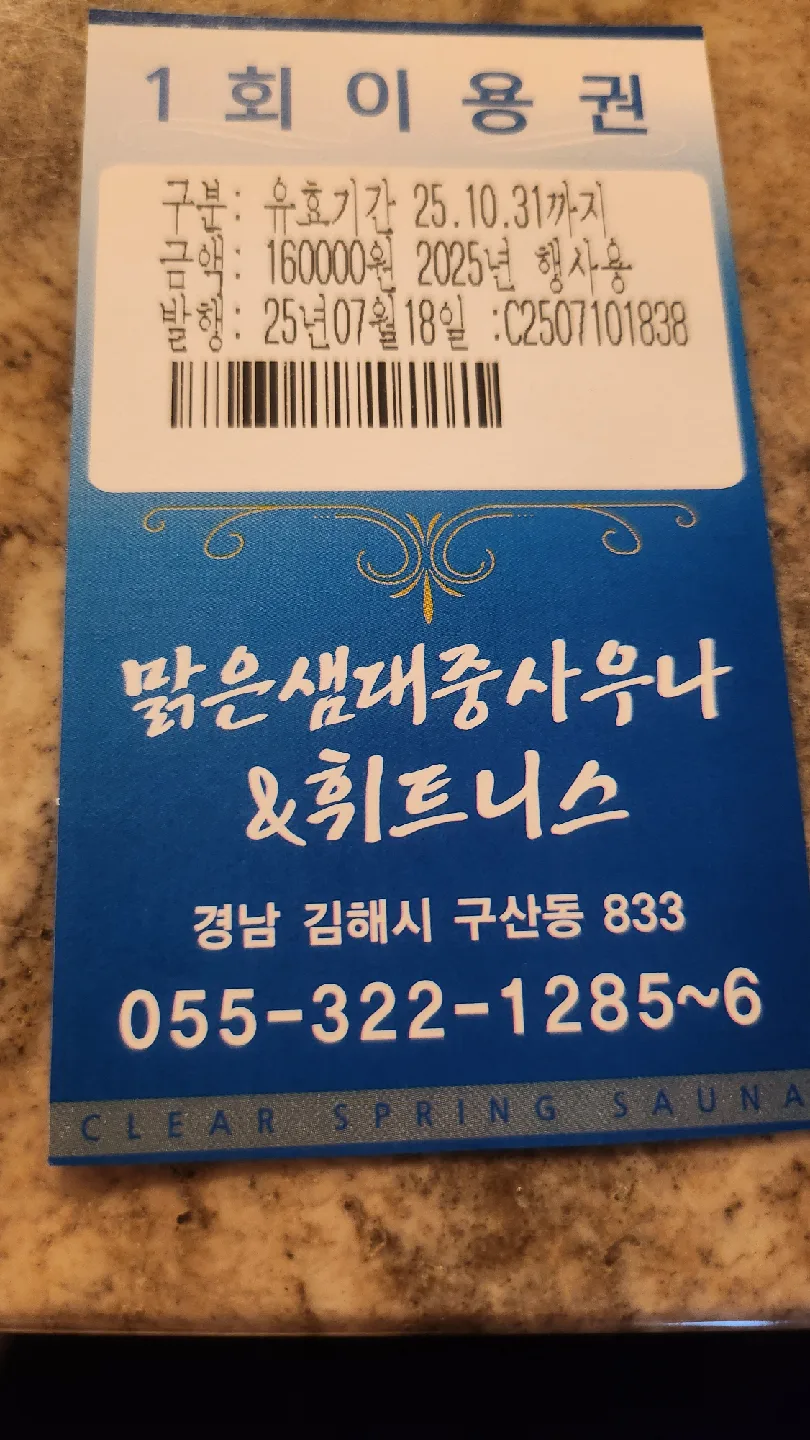 1회이용권
구분: 유효기간 25.10.31까지
금액: 160000원 2025년 행사용
발행: 25년07월18일 :C2507101838
맑은샘대중사우나
&휘트니스
경남 김해시 구산동 833
055-322-1285~6
CLEAR SPRING SAUNA